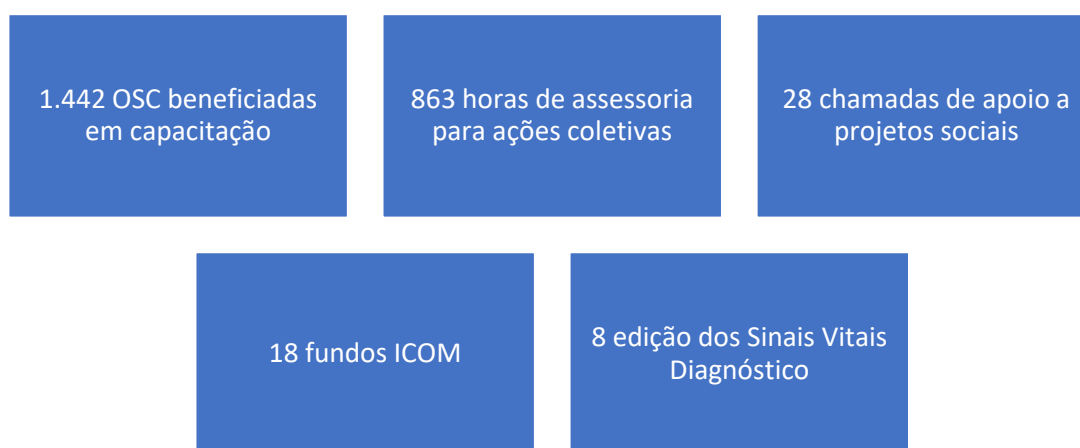 1.442 OSC beneficiadas
em capacitação
863 horas de assessoria
para ações coletivas
28 chamadas de apoio a
projetos sociais
18 fundos ICOM
8 edição dos Sinais Vitais
Diagnóstico